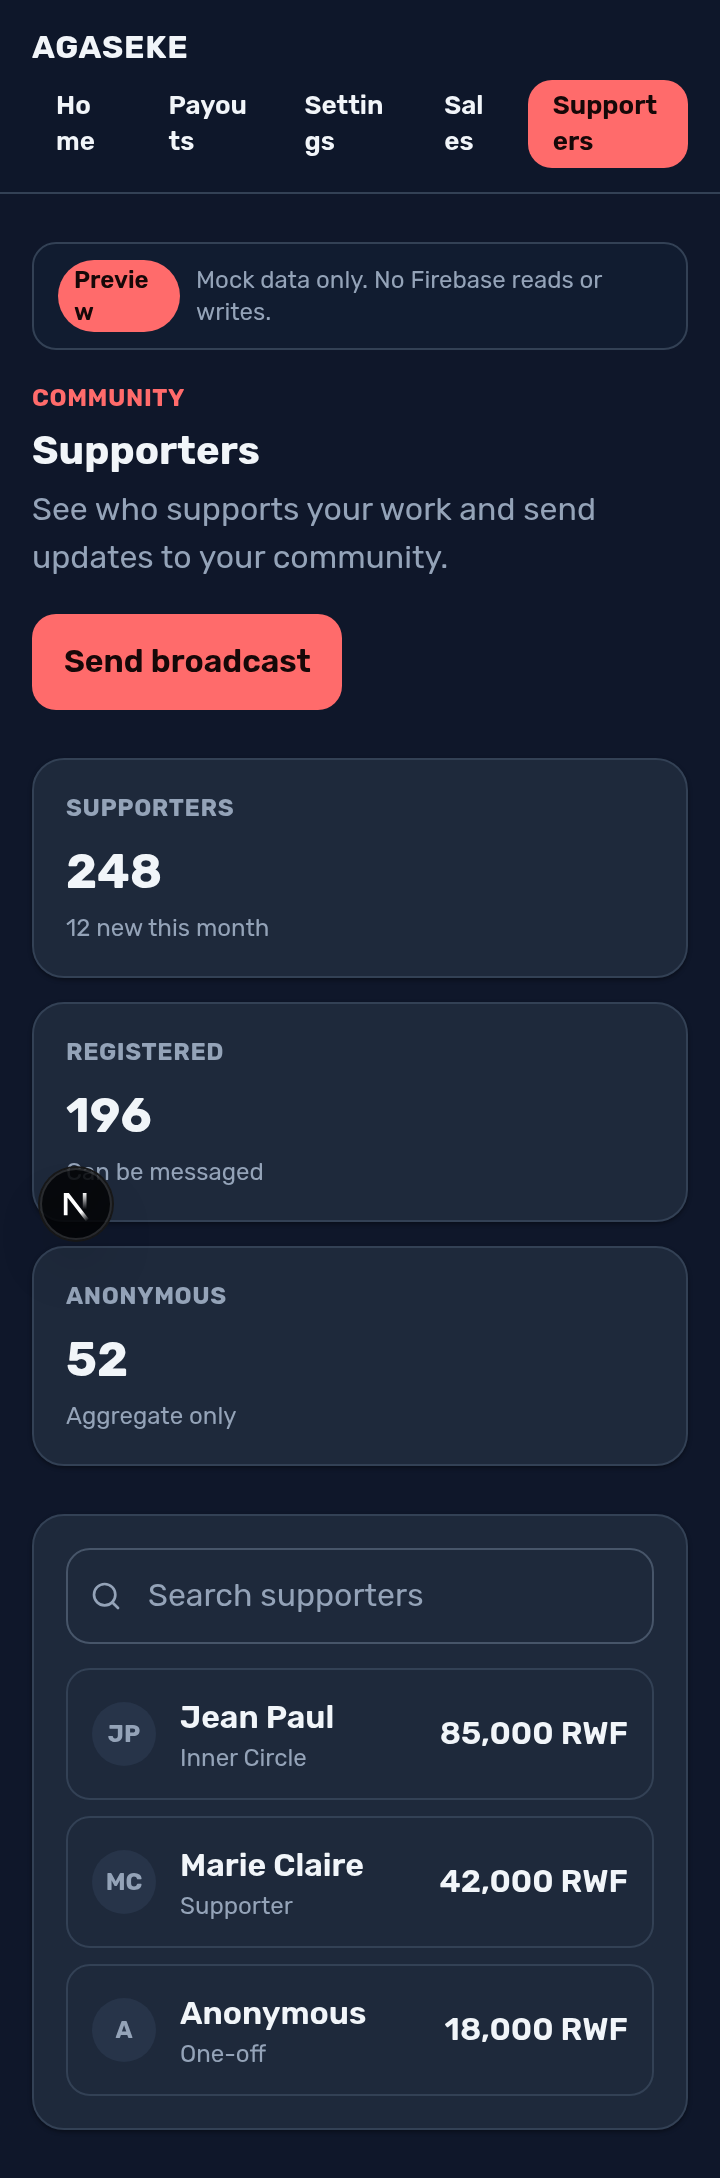 AGASEKE
Ho
me
Payou
ts
Settin
gs
Sal
es
Support
ers
Previe
w
Mock data only. No Firebase reads or
writes.
COMMUNITY
Supporters
See who supports your work and send
updates to your community.
Send broadcast
SUPPORTERS
248
12 new this month
REGISTERED
196
Can be messaged
N
ANONYMOUS
52
Aggregate only
Search supporters
JP
Jean Paul
Inner Circle
85,000 RWF
MC
Marie Claire
Supporter
42,000 RWF
A
Anonymous
One-off
18,000 RWF